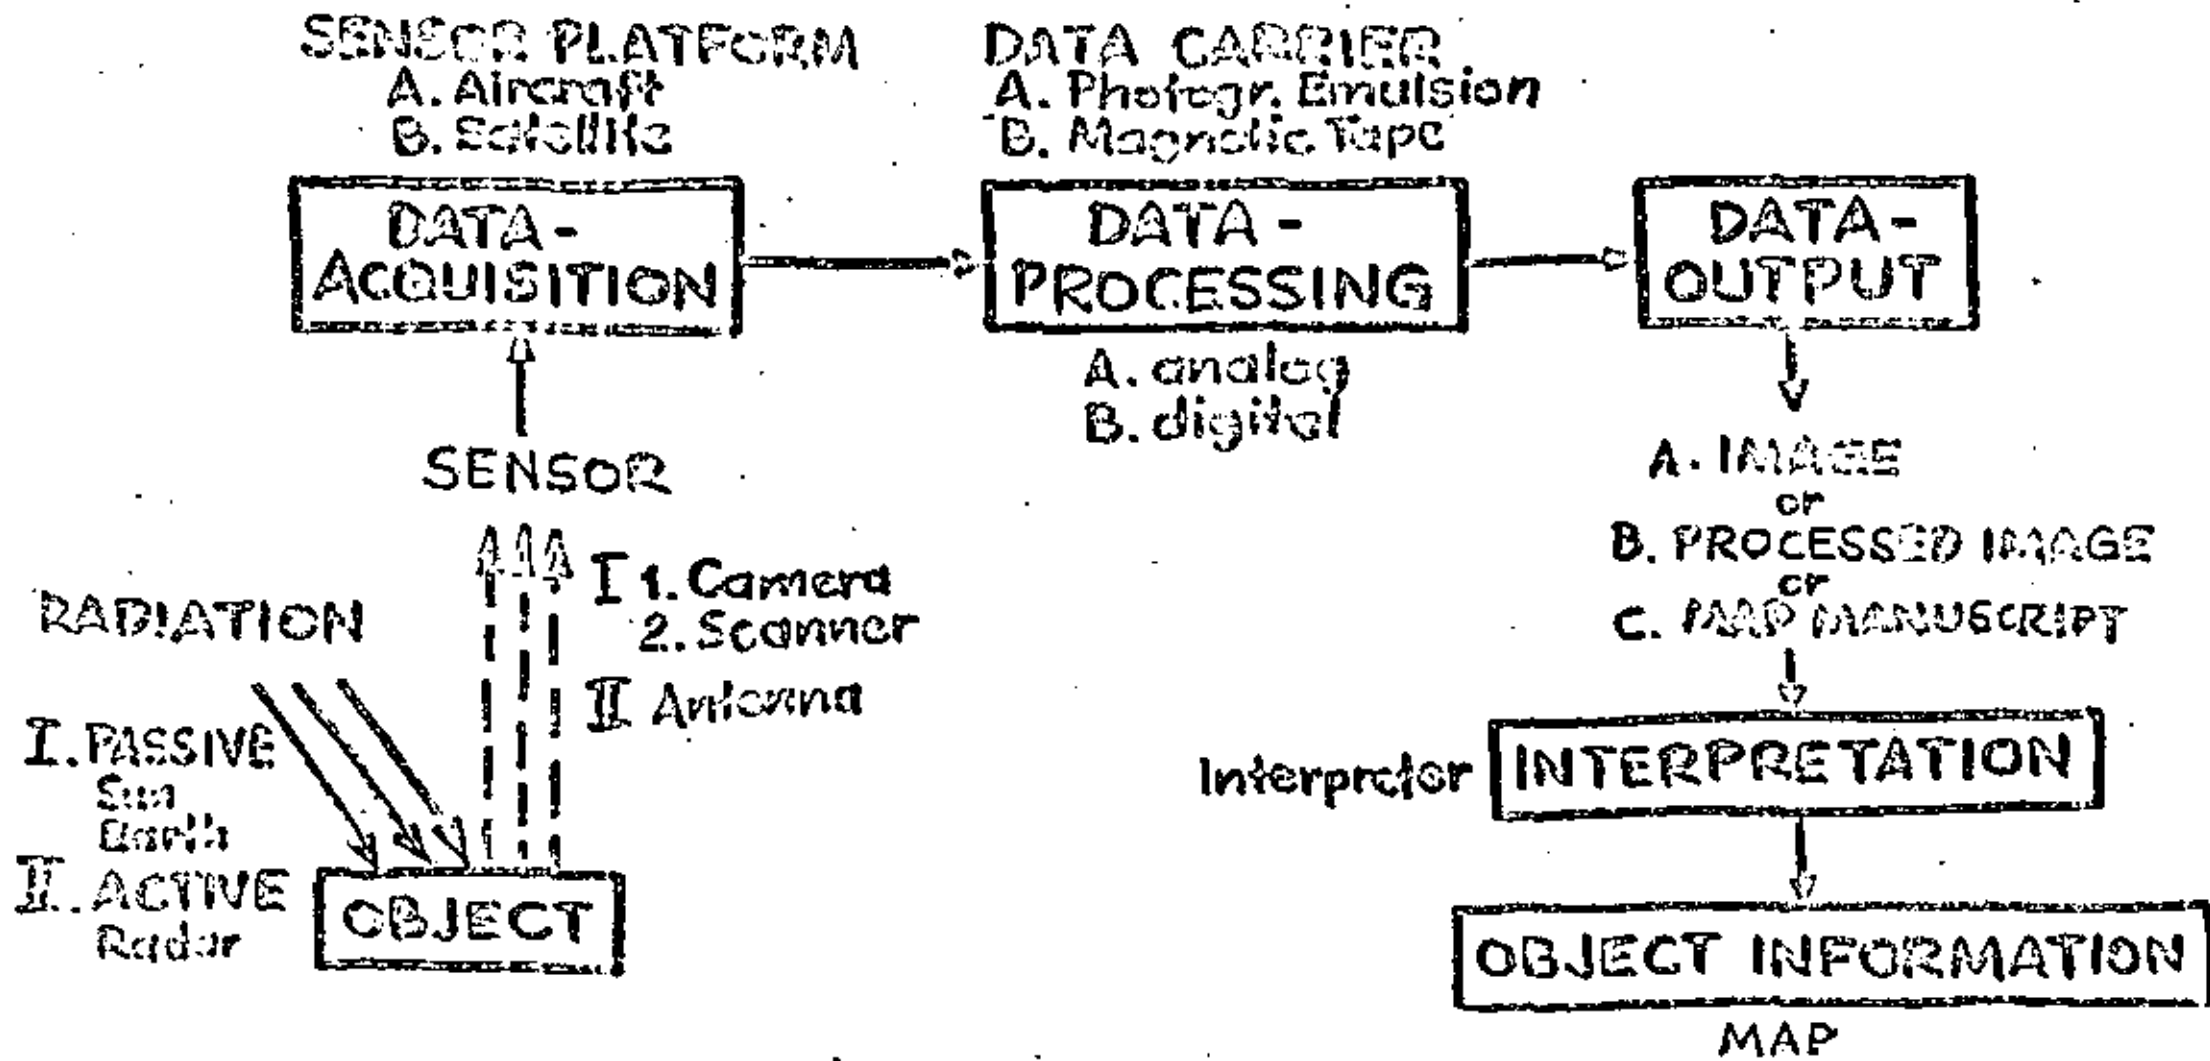 SENSOR PLATFORM
A. Aircraft
B. Satellite
DATA-
ACQUISITION
SENSOR
I 1. Camera
2. Scanner
II Antenna
RADIATION
I. PASSIVE
Sun
Earth
II. ACTIVE
Radar
OBJECT
DATA CARRIER
A. Photogr. Emulsion
B. Magnetic Tape
DATA-
PROCESSING
A. analog
B. digital
DATA-
OUTPUT
A. IMAGE
or
B. PROCESSED IMAGE
or
C. MAP MANUSCRIPT
Interpretor
INTERPRETATION
OBJECT INFORMATION
MAP